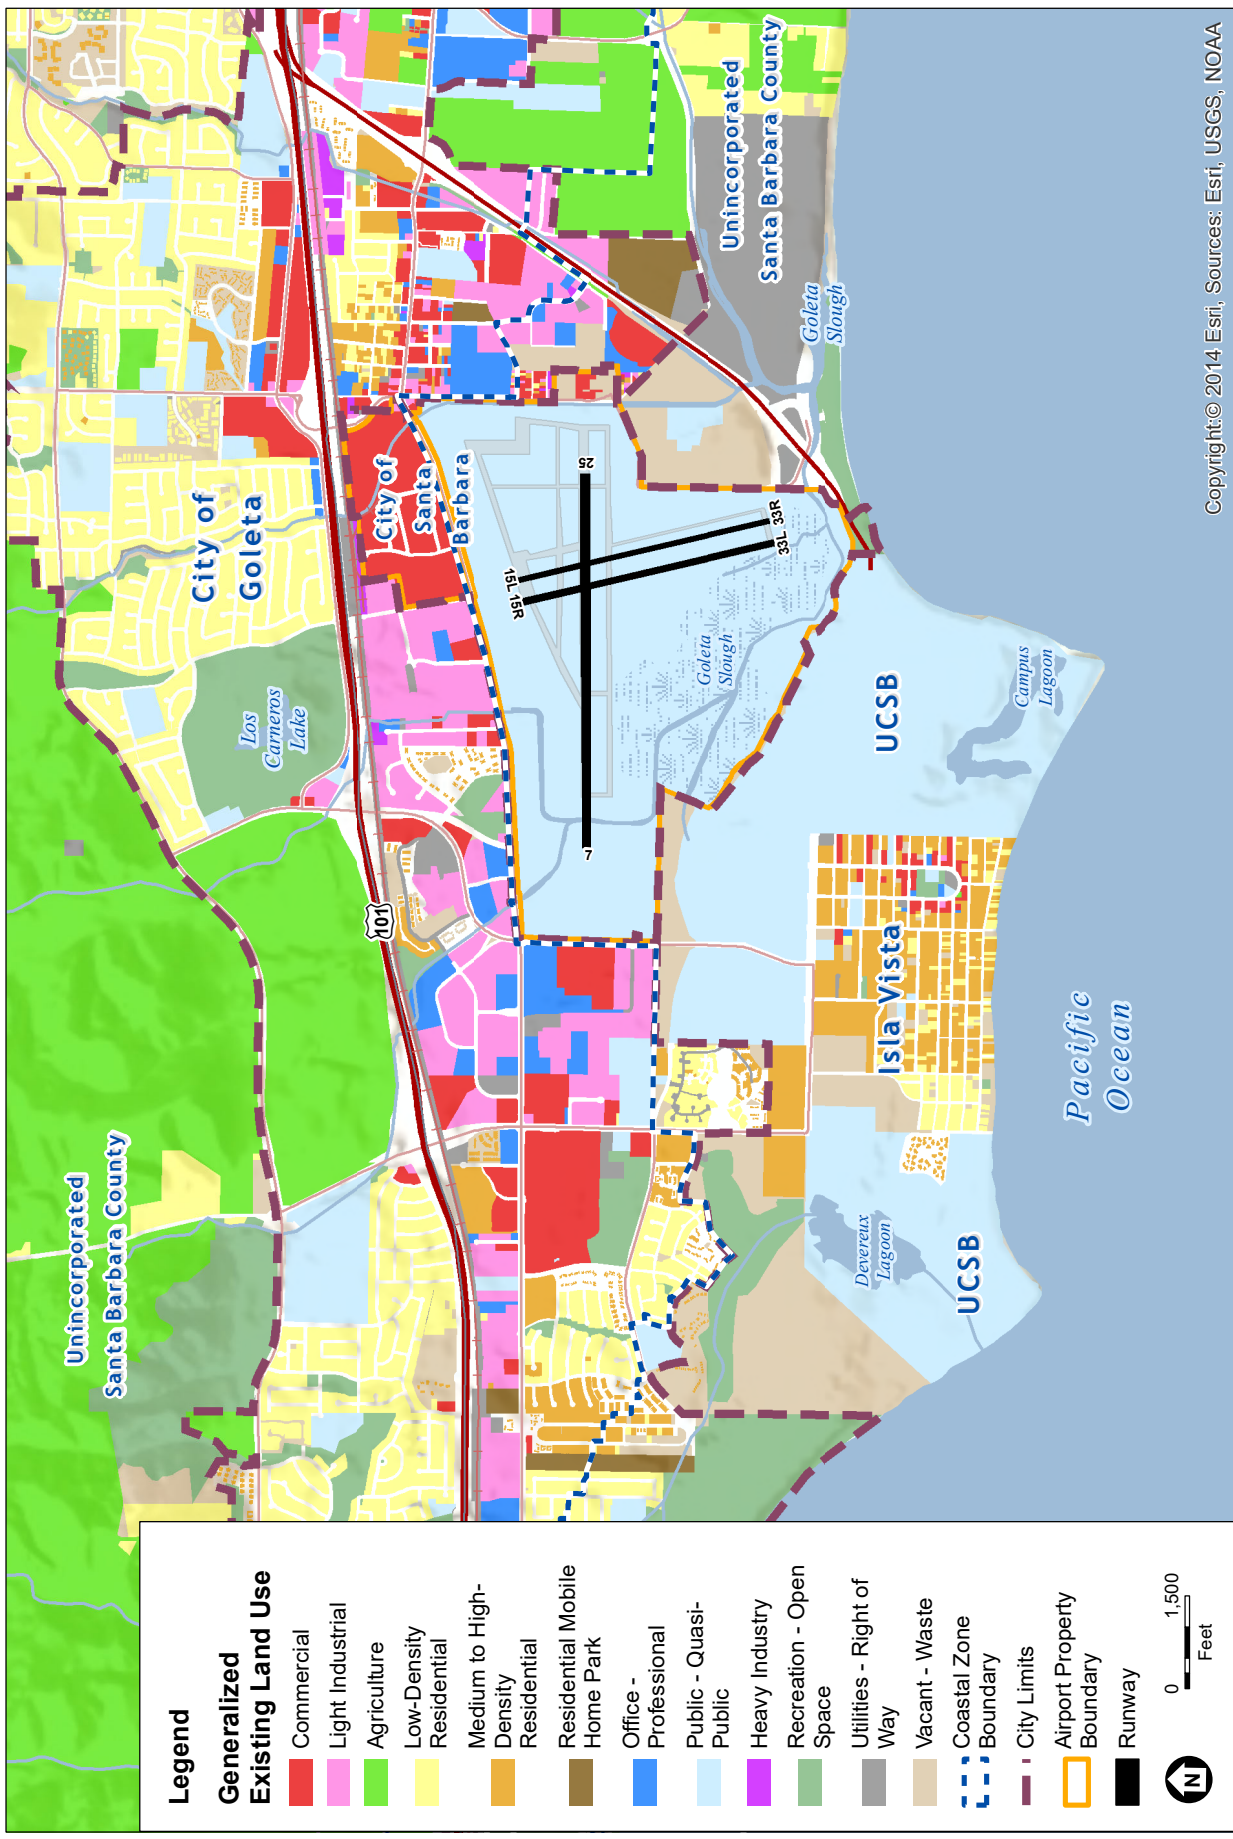 Legend
Generalized
Existing Land Use
Commercial
Light Industrial
Agriculture
Low-Density
Residential
Medium to High-
Density
Residential
Residential Mobile
Home Park
Office -
Professional
Public - Quasi-
Public
Heavy Industry
Recreation - Open
Space
Utilities - Right of
Way
Vacant - Waste
Coastal Zone
Boundary
City Limits
Airport Property
Boundary
Runway
N
0 1,500
Feet
Unincorporated
Santa Barbara County
City of
Goleta
Los
Carneros
Lake
101
City of
Santa
Barbara
Unincorporated
Santa Barbara County
Goleta
Slough
7
25
15L
15R
33R
33L
Goleta
Slough
UCSB
Campus
Lagoon
Isla Vista
Devereux
Lagoon
UCSB
Pacific
Ocean
Copyright:© 2014 Esri, Sources: Esri, USGS, NOAA